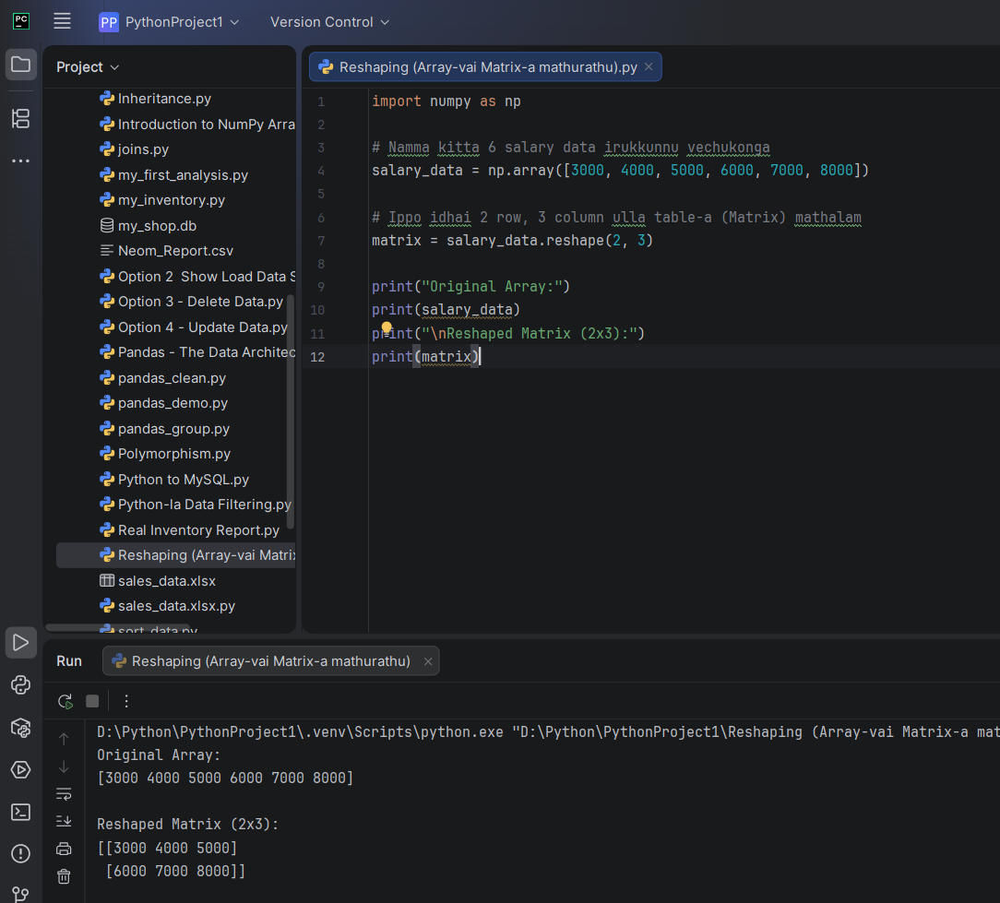 PC
PP PythonProject1 Version Control
Project
Inheritance.py
Introduction to NumPy Arra
joins.py
my_first_analysis.py
my_inventory.py
my_shop.db
Neom_Report.csv
Option 2 Show Load Data S
Option 3 - Delete Data.py
Option 4 - Update Data.py
Pandas - The Data Architec
pandas_clean.py
pandas_demo.py
pandas_group.py
Polymorphism.py
Python to MySQL.py
Python-la Data Filtering.py
Real Inventory Report.py
Reshaping (Array-vai Matrix
sales_data.xlsx
sales_data.xlsx.py
sort_data.py
Reshaping (Array-vai Matrix-a mathurathu).py
1 import numpy as np
2
3 # Namma kitta 6 salary data irukkunnu vechukonga
4 salary_data = np.array([3000, 4000, 5000, 6000, 7000, 8000])
5
6 # Ippo idhai 2 row, 3 column ulla table-a (Matrix) mathalam
7 matrix = salary_data.reshape(2, 3)
8
9 print("Original Array:")
10 print(salary_data)
11 print("\nReshaped Matrix (2x3):")
12 print(matrix)
Run Reshaping (Array-vai Matrix-a mathurathu)
D:\Python\PythonProject1\.venv\Scripts\python.exe "D:\Python\PythonProject1\Reshaping (Array-vai Matrix-a mat
Original Array:
[3000 4000 5000 6000 7000 8000]
Reshaped Matrix (2x3):
[[3000 4000 5000]
[6000 7000 8000]]